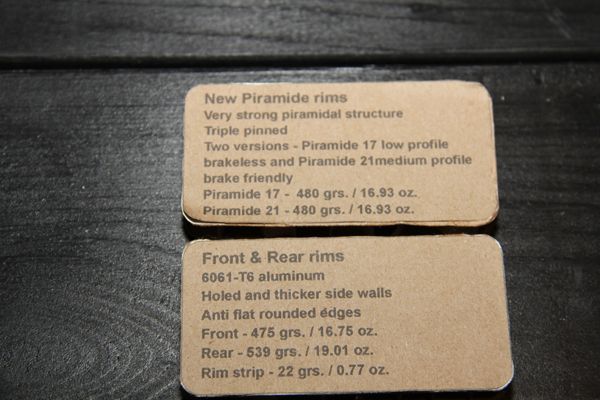 New Piramide rims
Very strong piramidal structure
Triple pinned
Two versions - Piramide 17 low profile
brakeless and Piramide 21medium profile
brake friendly
Piramide 17 - 480 grs. / 16.93 oz.
Piramide 21 - 480 grs. / 16.93 oz.
Front & Rear rims
6061-T6 aluminum
Holed and thicker side walls
Anti flat rounded edges
Front - 475 grs. / 16.75 oz.
Rear - 539 grs. / 19.01 oz.
Rim strip - 22 grs. / 0.77 oz.